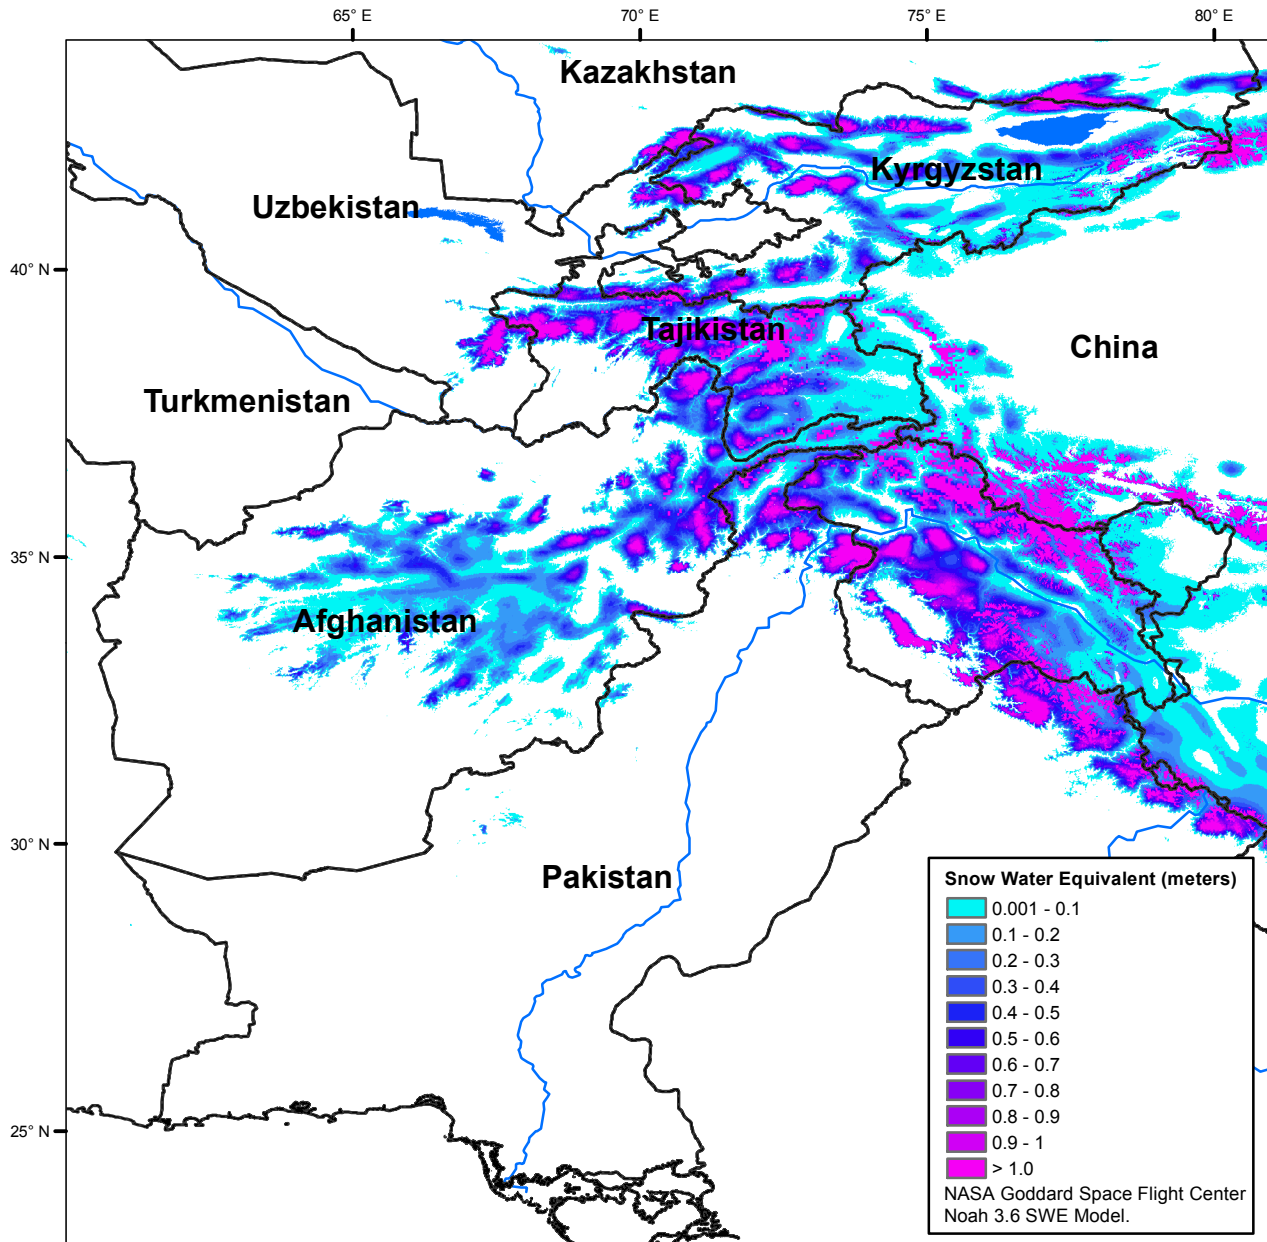 65° E
70° E
75° E
80° E
Kazakhstan
Kyrgyzstan
Uzbekistan
40° N
Tajikistan
China
Turkmenistan
35° N
Afghanistan
30° N
Pakistan
25° N
Snow Water Equivalent (meters)
0.001 - 0.1
0.1 - 0.2
0.2 - 0.3
0.3 - 0.4
0.4 - 0.5
0.5 - 0.6
0.6 - 0.7
0.7 - 0.8
0.8 - 0.9
0.9 - 1
> 1.0
NASA Goddard Space Flight Center
Noah 3.6 SWE Model.